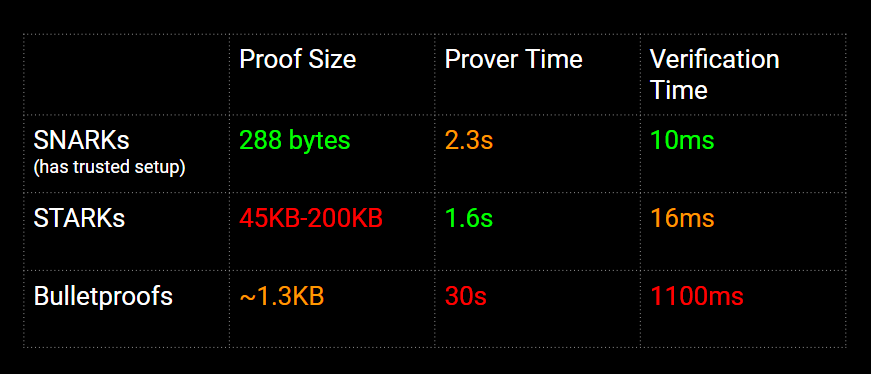 Proof Size
Prover Time
Verification
Time
SNARKs
(has trusted setup)
288 bytes
2.3s
10ms
STARKs
45KB-200KB
1.6s
16ms
Bulletproofs
~1.3KB
30s
1100ms